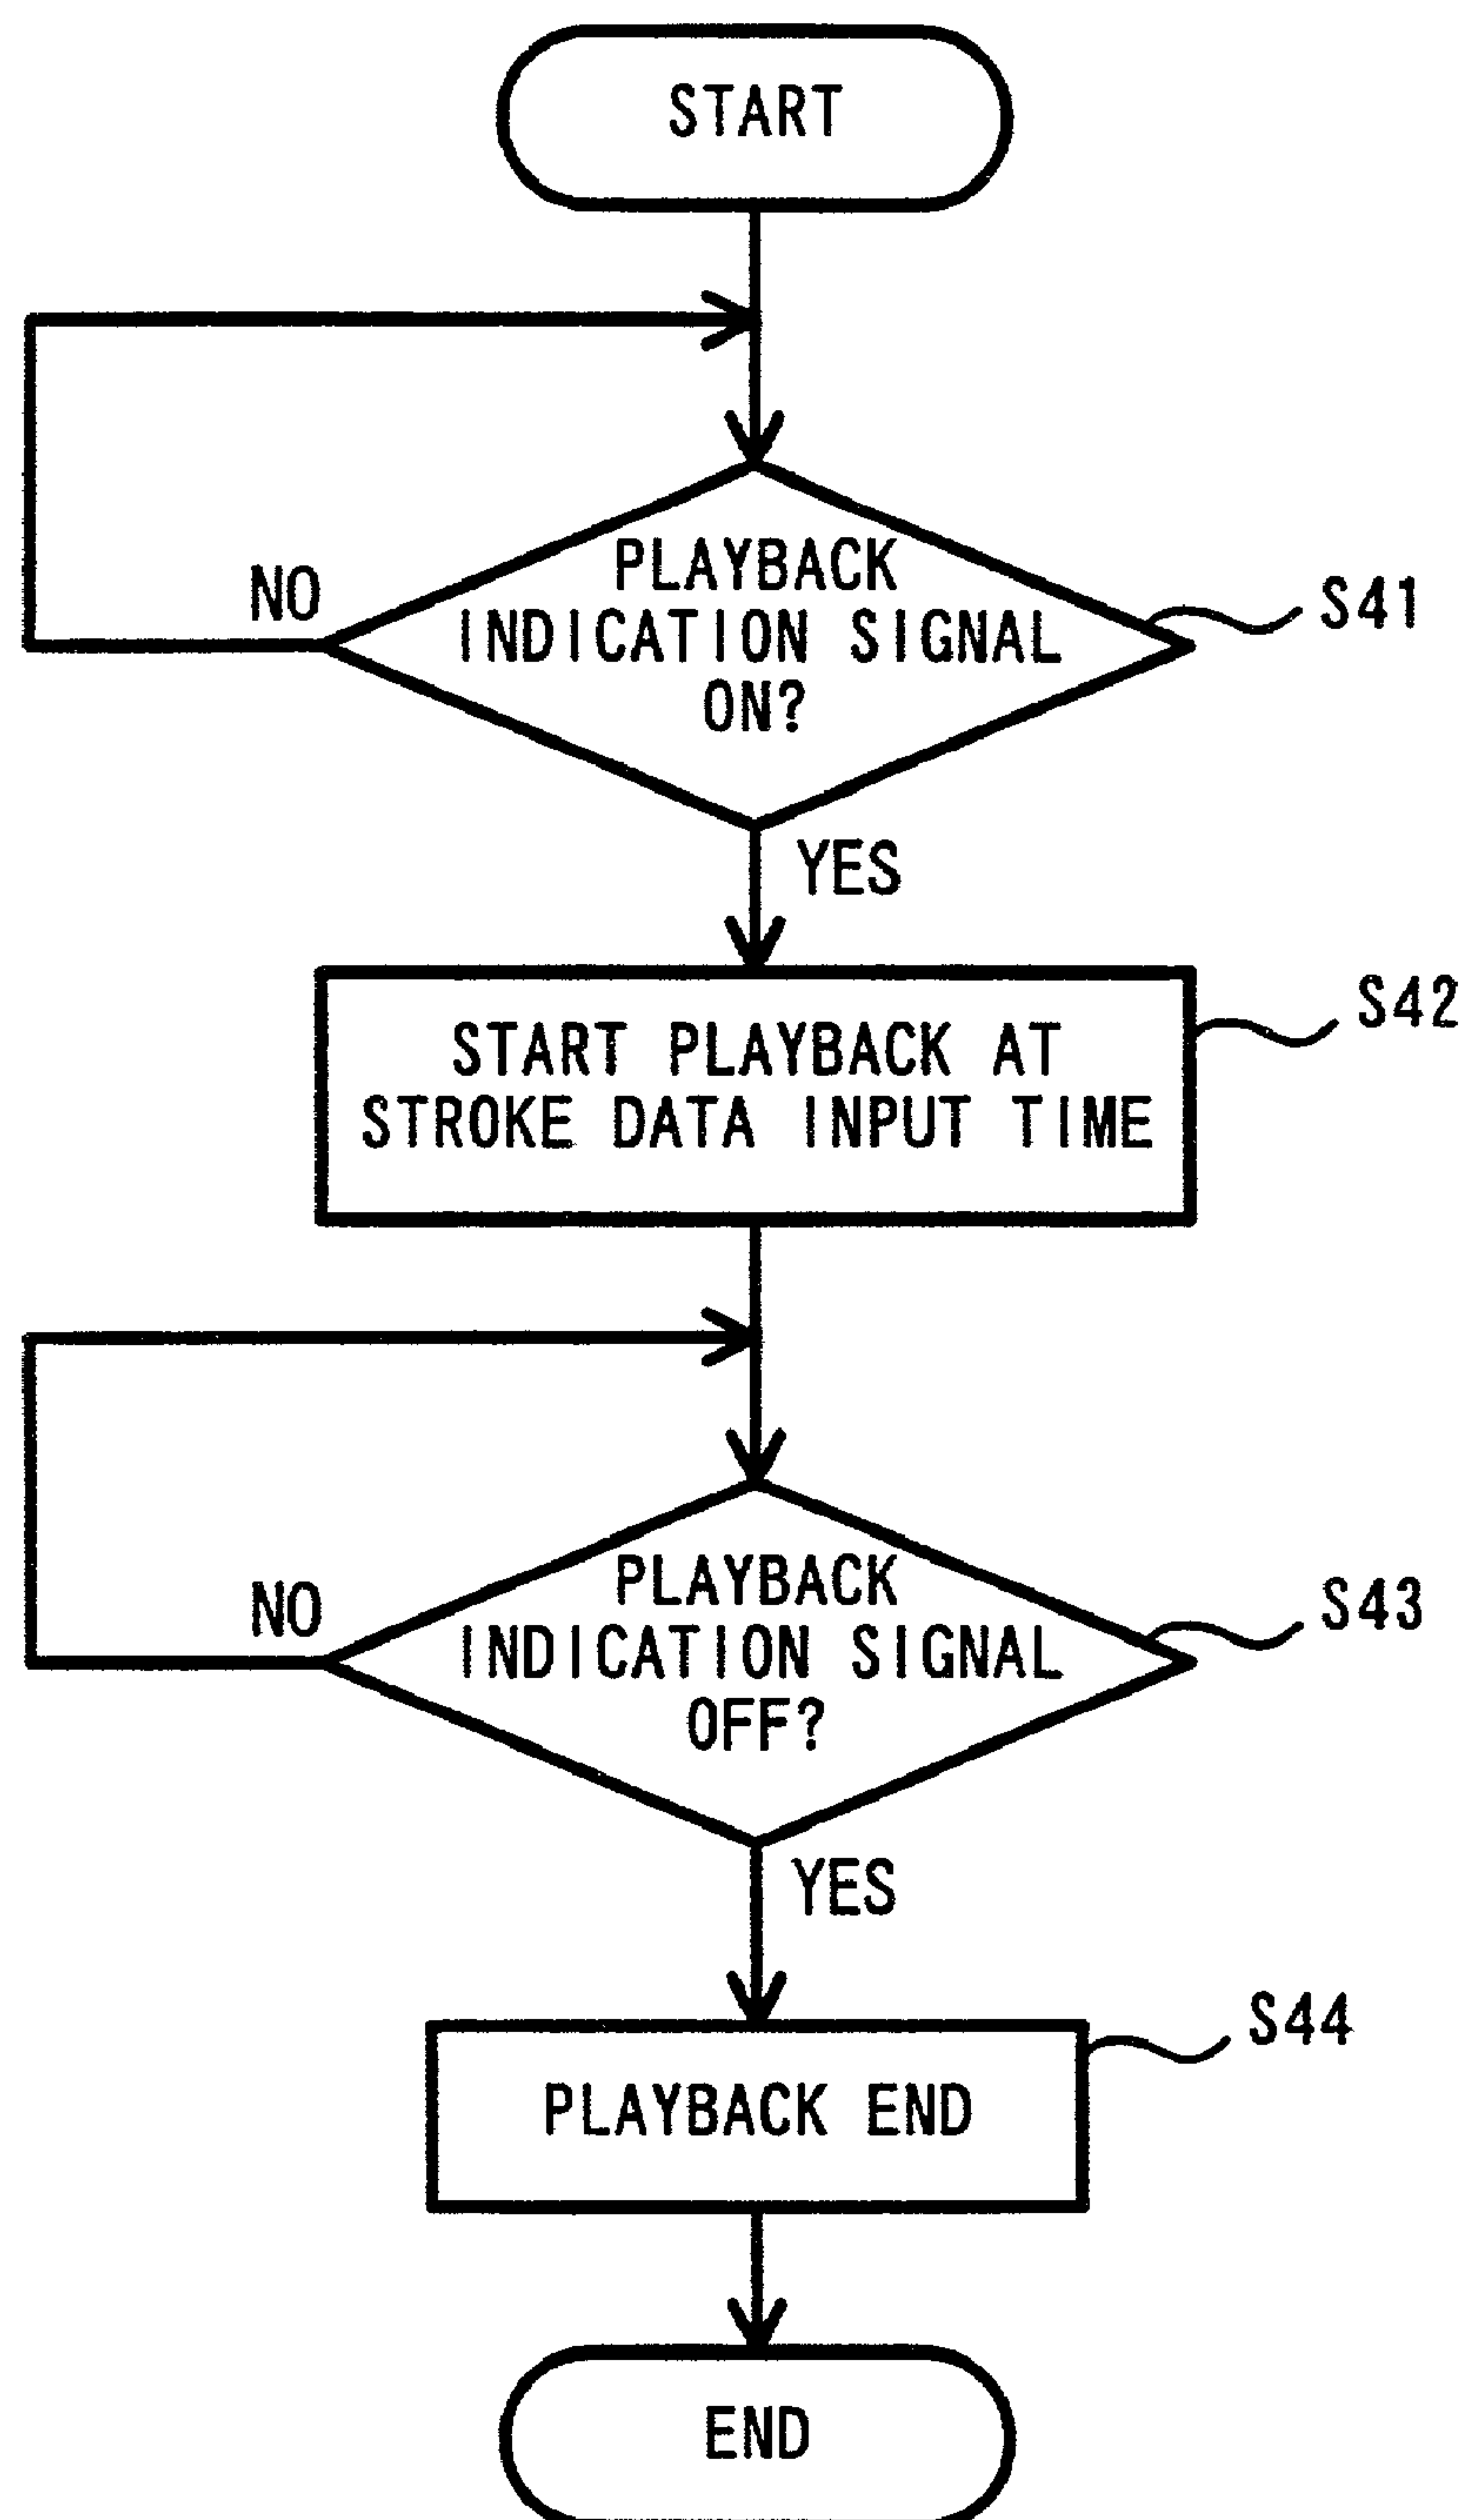 START
PLAYBACK
INDICATION SIGNAL
ON?
S41
NO
YES
START PLAYBACK AT
STROKE DATA INPUT TIME
S42
PLAYBACK
INDICATION SIGNAL
OFF?
S43
NO
YES
PLAYBACK END
S44
END